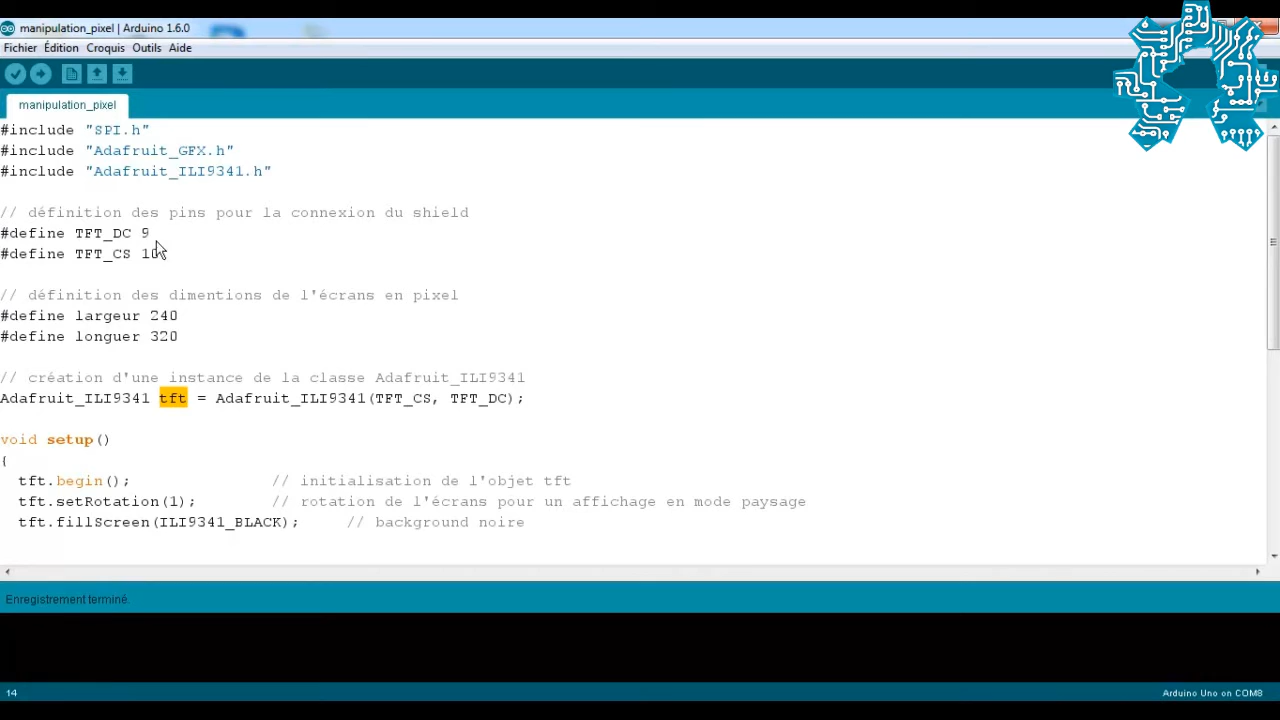 manipulation_pixel | Arduino 1.6.0
Fichier Édition Croquis Outils Aide
manipulation_pixel
#include "SPI.h"
#include "Adafruit_GFX.h"
#include "Adafruit_ILI9341.h"
// définition des pins pour la connexion du shield
#define TFT_DC 9
#define TFT_CS 10
// définition des dimentions de l'écrans en pixel
#define largeur 240
#define longuer 320
// création d'une instance de la classe Adafruit_ILI9341
Adafruit_ILI9341 tft = Adafruit_ILI9341(TFT_CS, TFT_DC);
void setup()
{
tft.begin(); // initialisation de l'objet tft
tft.setRotation(1); // rotation de l'écrans pour un affichage en mode paysage
tft.fillScreen(ILI9341_BLACK); // background noire
Enregistrement terminé.
14 Arduino Uno on COM8